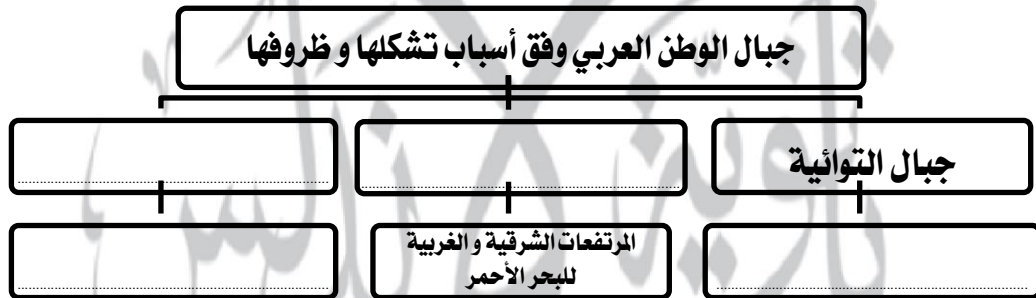 جبال الوطن العربي وفق أسباب تشكلها و ظروفها
جبال التوائية
المرتفعات الشرقية و الغربية
للبحر الأحمر